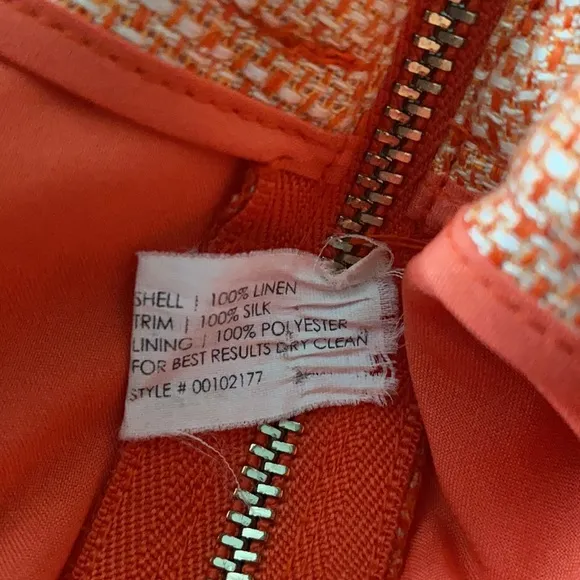 SHELL | 100% LINEN
TRIM | 100% SILK
LINING | 100% POLYESTER
FOR BEST RESULTS DRY CLEAN
STYLE # 00102177